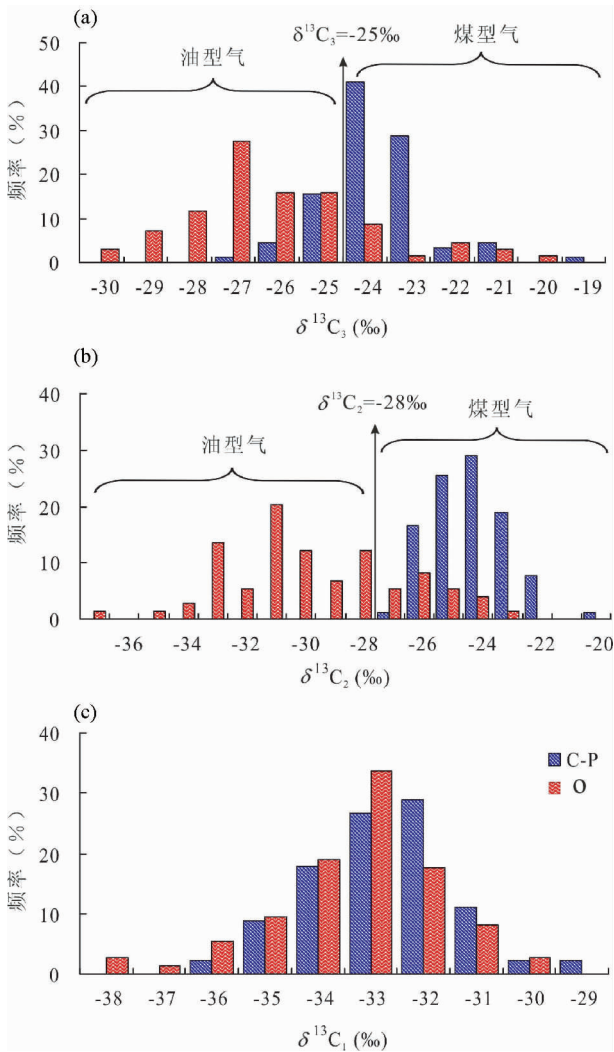 (a)
δ¹³C₃=-25‰
油型气
煤型气
频率（%）
50
40
30
20
10
0
-30 -29 -28 -27 -26 -25 -24 -23 -22 -21 -20 -19
δ¹³C₃(‰)
(b)
δ¹³C₂=-28‰
油型气
煤型气
频率（%）
40
30
20
10
0
-36 -34 -32 -30 -28 -26 -24 -22 -20
δ¹³C₂(‰)
(c)
C-P
O
频率（%）
40
30
20
10
0
-38 -37 -36 -35 -34 -33 -32 -31 -30 -29
δ¹³C₁(‰)